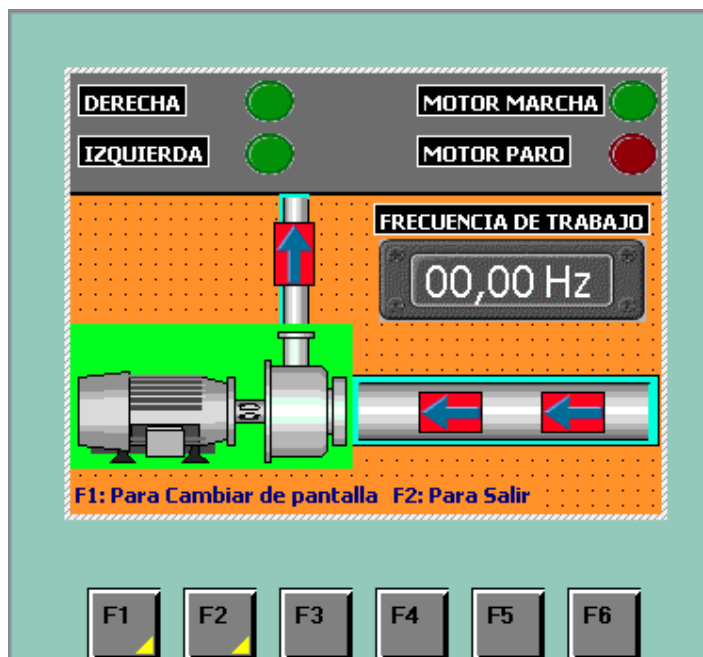 DERECHA
MOTOR MARCHA
IZQUIERDA
MOTOR PARO
FRECUENCIA DE TRABAJO
00,00 Hz
F1: Para Cambiar de pantalla F2: Para Salir
F1 F2 F3 F4 F5 F6